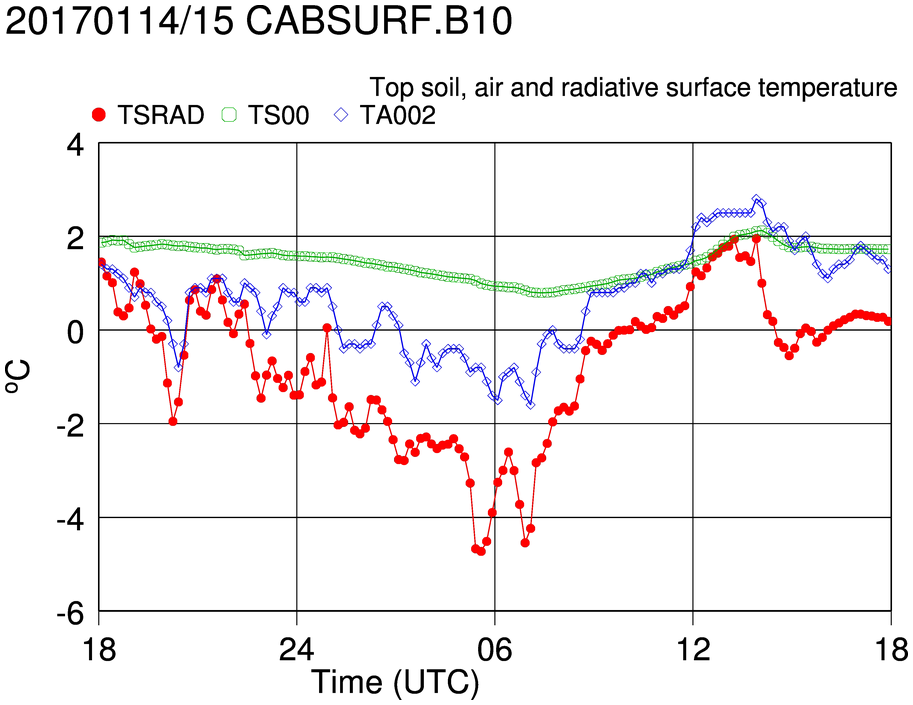 20170114/15 CABSURF.B10
Top soil, air and radiative surface temperature
TSRAD TS00 TA002
4
2
0
-2
-4
-6
ºC
18 24 06 12 18
Time (UTC)